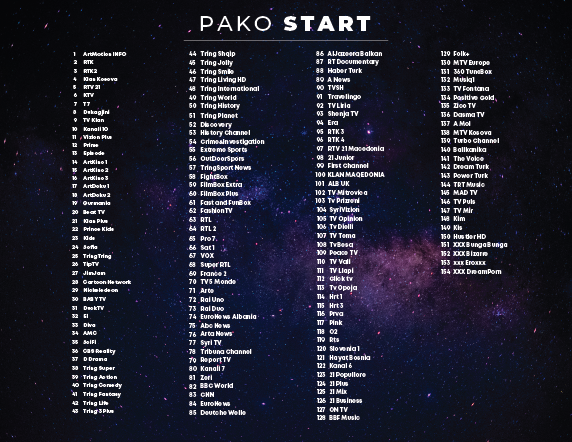 PAKO START
1 ArtMotion INFO
2 RTK
3 RTK2
4 Klan Kosova
5 RTV 21
6 KTV
7 T7
8 Dukagjini
9 TV Klan
10 Kanali 10
11 Vizion Plus
12 Prime
13 Episode
14 ArtKino 1
15 ArtKino 2
16 ArtKino 3
17 ArtDoku 1
18 ArtDoku 2
19 Gurmania
20 Beat TV
21 Klan Plus
22 Prince Kids
23 Kids
24 Sofia
25 Tring Tring
26 TipTV
27 JimJam
28 Cartoon Network
29 Nickelodeon
30 BABY TV
31 DuckTV
32 E!
33 Diva
34 AMC
35 SciFi
36 CBS Reality
37 D Drama
38 Tring Super
39 Tring Action
40 Tring Comedy
41 Tring Fantasy
42 Tring Life
43 Tring 3 Plus
44 Tring Shqip
45 Tring Jolly
46 Tring Smile
47 Tring Living HD
48 Tring International
49 Tring World
50 Tring History
51 Tring Planet
52 Discovery
53 History Channel
54 CrimeInvestigation
55 Extreme Sports
56 OutDoorSpors
57 TringSport News
58 FightBox
59 FilmBox Extra
60 FilmBox Plus
61 Fast and FunBox
62 Fashion TV
63 RTL
64 RTL 2
65 Pro 7
66 Sat 1
67 VOX
68 Super RTL
69 France 2
70 TV5 Monde
71 Arte
72 Rai Uno
73 Rai Due
74 EuroNews Albania
75 Abc News
76 Arta News
77 Syri TV
78 Tribuna Channel
79 Report TV
80 Kanali 7
81 Zeri
82 BBC World
83 CNN
84 EuroNews
85 Deutche Welle
86 AlJazeera Balkan
87 RT Documentary
88 Haber Turk
89 A News
90 TVSH
91 Travelingo
92 TV Liria
93 Shenja TV
94 Era
95 RTK 3
96 RTK 4
97 RTV 21 Macedonia
98 21 Junior
99 First Channel
100 KLAN MAQEDONIA
101 ALB UK
102 TV Mitrovica
103 Tv Prizreni
104 SyriVizion
105 TV Opinion
106 Tv Dielli
107 TV Tema
108 TvBesa
109 Peace TV
110 TV Vali
111 TV Llapi
112 Click tv
113 Tv Opoja
114 Hrt 1
115 Hrt 3
116 Prva
117 Pink
118 O2
119 Rts
120 Slovenia 1
121 Hayat Bosnia
122 Kanal 6
123 21 Popullore
124 21 Plus
125 21 Mix
126 21 Business
127 ON TV
128 BBF Music
129 Folk+
130 MTV Europe
131 360 TuneBox
132 Musiq1
133 TV Fontana
134 Positive Gold
135 Zico TV
136 Dasma TV
137 A Mol
138 MTV Kosova
139 Turbo Channel
140 Ballkanika
141 The Voice
142 Dream Turk
143 Power Turk
144 TRT Music
145 MAD TV
146 TV Puls
147 TV Mir
148 Kim
149 Kis
150 Hustler HD
151 XXX Bunga Bunga
152 XXX Bizarre
153 xxx Eroxxx
154 XXX DreamPorn